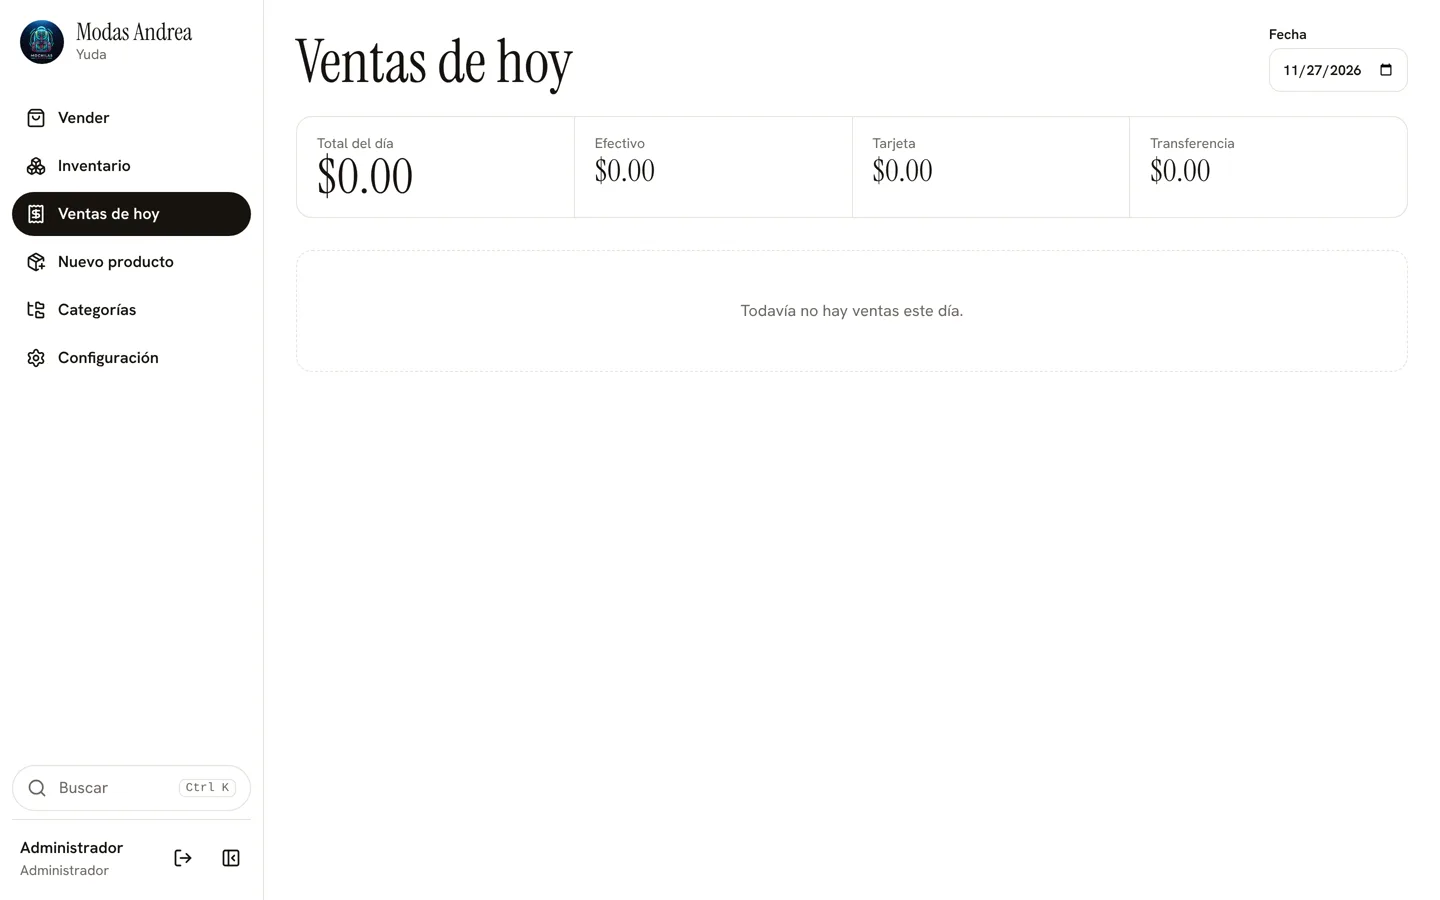 Modas Andrea
Yuda
Vender
Inventario
Ventas de hoy
Nuevo producto
Categorías
Configuración
Buscar
Ctrl K
Administrador
Administrador
Ventas de hoy
Fecha
11/27/2026
Total del día
$0.00
Efectivo
$0.00
Tarjeta
$0.00
Transferencia
$0.00
Todavía no hay ventas este día.